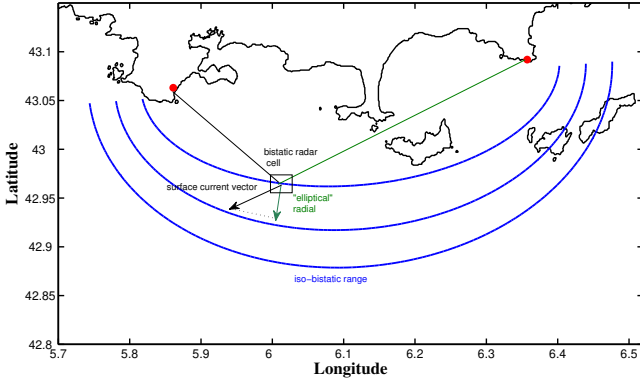 43.1
43.05
43
42.95
42.9
42.85
42.8
Latitude
bistatic radar
cell
surface current vector
"elliptical"
radial
iso−bistatic range
5.7
5.8
5.9
6
6.1
6.2
6.3
6.4
6.5
Longitude